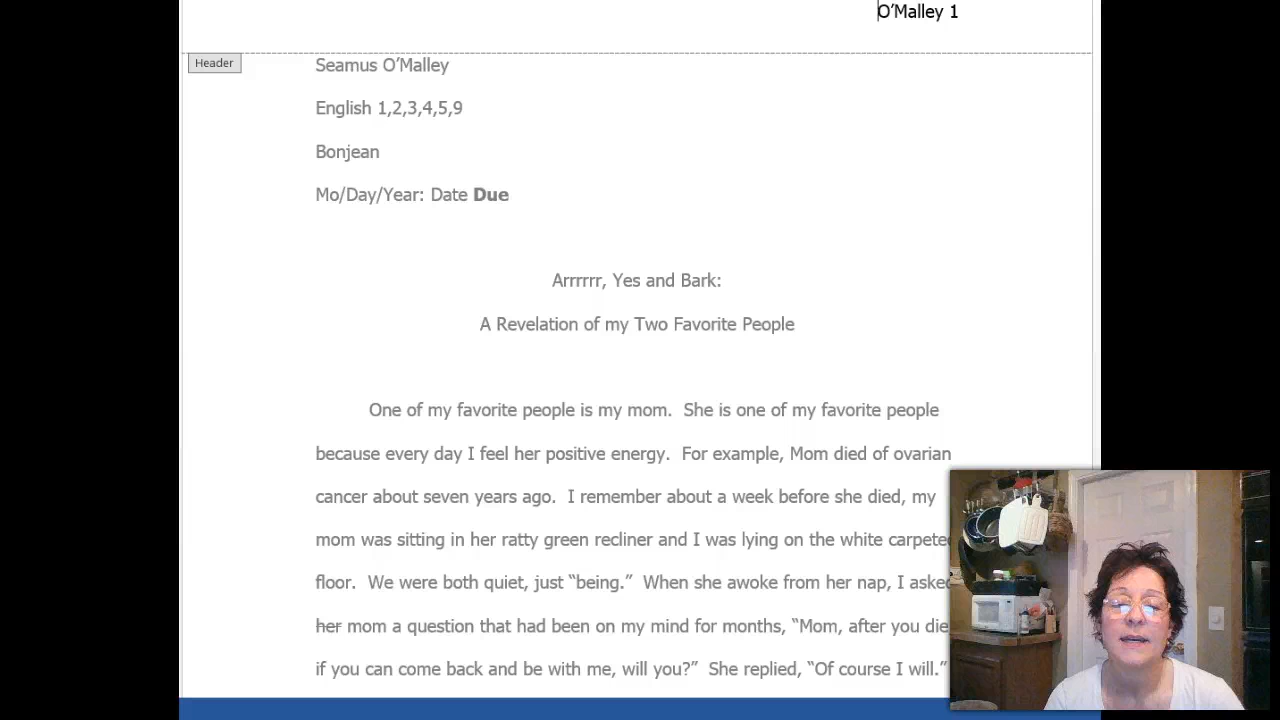 O’Malley 1
Header
Seamus O’Malley
English 1,2,3,4,5,9
Bonjean
Mo/Day/Year: Date Due
Arrrrrr, Yes and Bark:
A Revelation of my Two Favorite People
One of my favorite people is my mom.  She is one of my favorite people
because every day I feel her positive energy.  For example, Mom died of ovarian
cancer about seven years ago.  I remember about a week before she died, my
mom was sitting in her ratty green recliner and I was lying on the white carpeted
floor.  We were both quiet, just “being.”  When she awoke from her nap, I asked
her mom a question that had been on my mind for months, “Mom, after you die
if you can come back and be with me, will you?”  She replied, “Of course I will.”